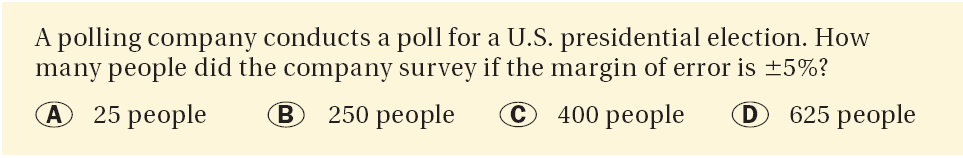 A polling company conducts a poll for a U.S. presidential election. How
many people did the company survey if the margin of error is ±5%?
A 25 people B 250 people C 400 people D 625 people